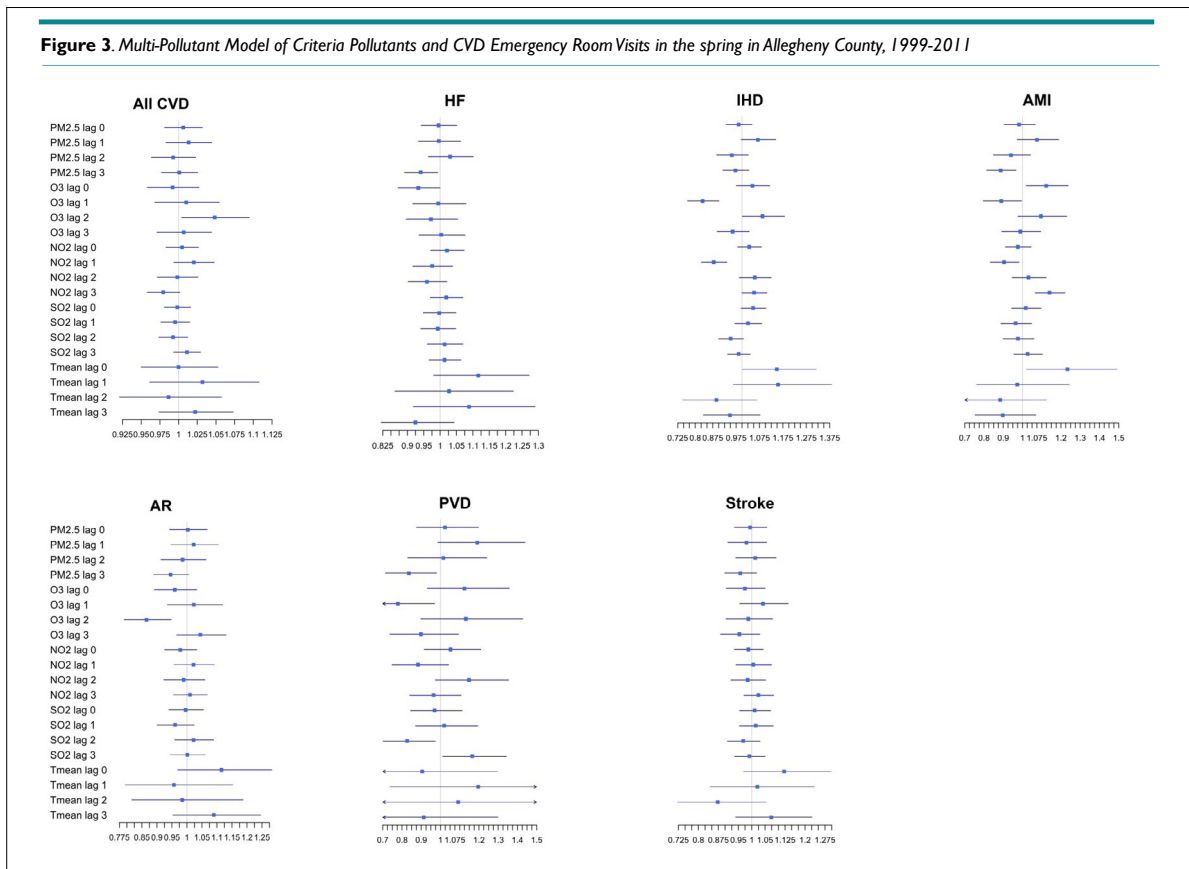 Figure 3. Multi-Pollutant Model of Criteria Pollutants and CVD Emergency Room Visits in the spring in Allegheny County, 1999-2011
All CVD
HF
IHD
AMI
PM2.5 lag 0
PM2.5 lag 1
PM2.5 lag 2
PM2.5 lag 3
O3 lag 0
O3 lag 1
O3 lag 2
O3 lag 3
NO2 lag 0
NO2 lag 1
NO2 lag 2
NO2 lag 3
SO2 lag 0
SO2 lag 1
SO2 lag 2
SO2 lag 3
Tmean lag 0
Tmean lag 1
Tmean lag 2
Tmean lag 3
0.925 0.95 0.975 1 1.025 1.05 1.075 1.1 1.125
0.825 0.9 0.95 1 1.05 1.1 1.15 1.2 1.25 1.3
0.725 0.8 0.875 0.975 1.075 1.175 1.275 1.375
0.7 0.8 0.9 1 1.075 1.2 1.3 1.4 1.5
AR
PVD
Stroke
PM2.5 lag 0
PM2.5 lag 1
PM2.5 lag 2
PM2.5 lag 3
O3 lag 0
O3 lag 1
O3 lag 2
O3 lag 3
NO2 lag 0
NO2 lag 1
NO2 lag 2
NO2 lag 3
SO2 lag 0
SO2 lag 1
SO2 lag 2
SO2 lag 3
Tmean lag 0
Tmean lag 1
Tmean lag 2
Tmean lag 3
0.775 0.85 0.9 0.95 1 1.05 1.1 1.15 1.2 1.25
0.7 0.8 0.9 1 1.075 1.2 1.3 1.4 1.5
0.725 0.8 0.875 0.95 1 1.05 1.125 1.2 1.275